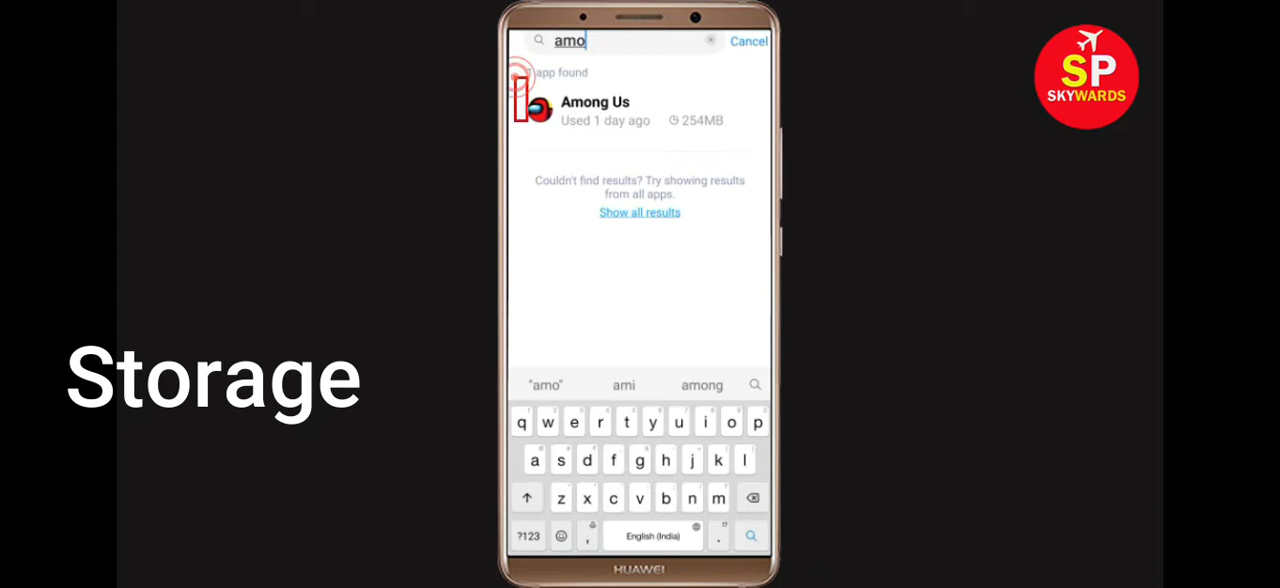 amo
Cancel
app found
Among Us
Used 1 day ago 254MB
Couldn't find results? Try showing results
from all apps.
Show all results
SP
SKYWARDS
Storage
"amo" ami among
q w e r t y u i o p
a s d f g h j k l
z x c v b n m
?123 , English (India) .
HUAWEI